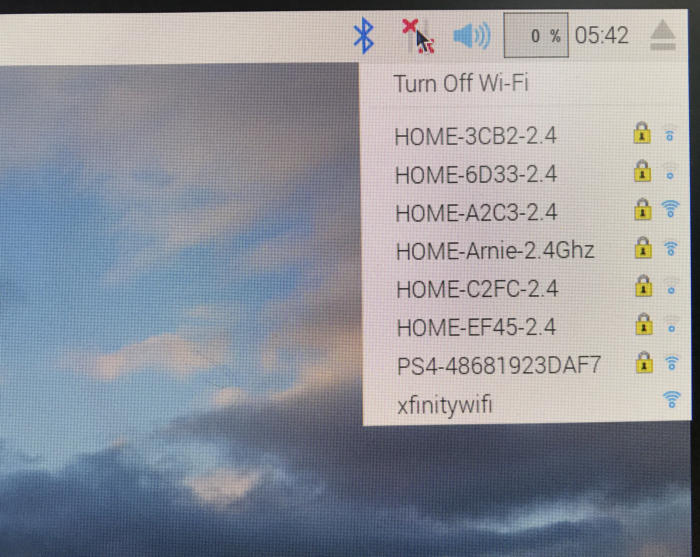 0 % 05:42
Turn Off Wi-Fi
HOME-3CB2-2.4
HOME-6D33-2.4
HOME-A2C3-2.4
HOME-Arnie-2.4Ghz
HOME-C2FC-2.4
HOME-EF45-2.4
PS4-48681923DAF7
xfinitywifi